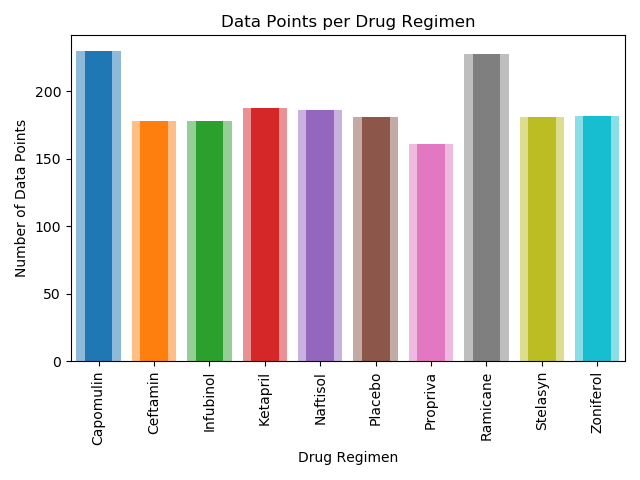 Data Points per Drug Regimen
Number of Data Points
200
150
100
50
0
Capomulin
Ceftamin
Infubinol
Ketapril
Naftisol
Placebo
Propriva
Ramicane
Stelasyn
Zoniferol
Drug Regimen